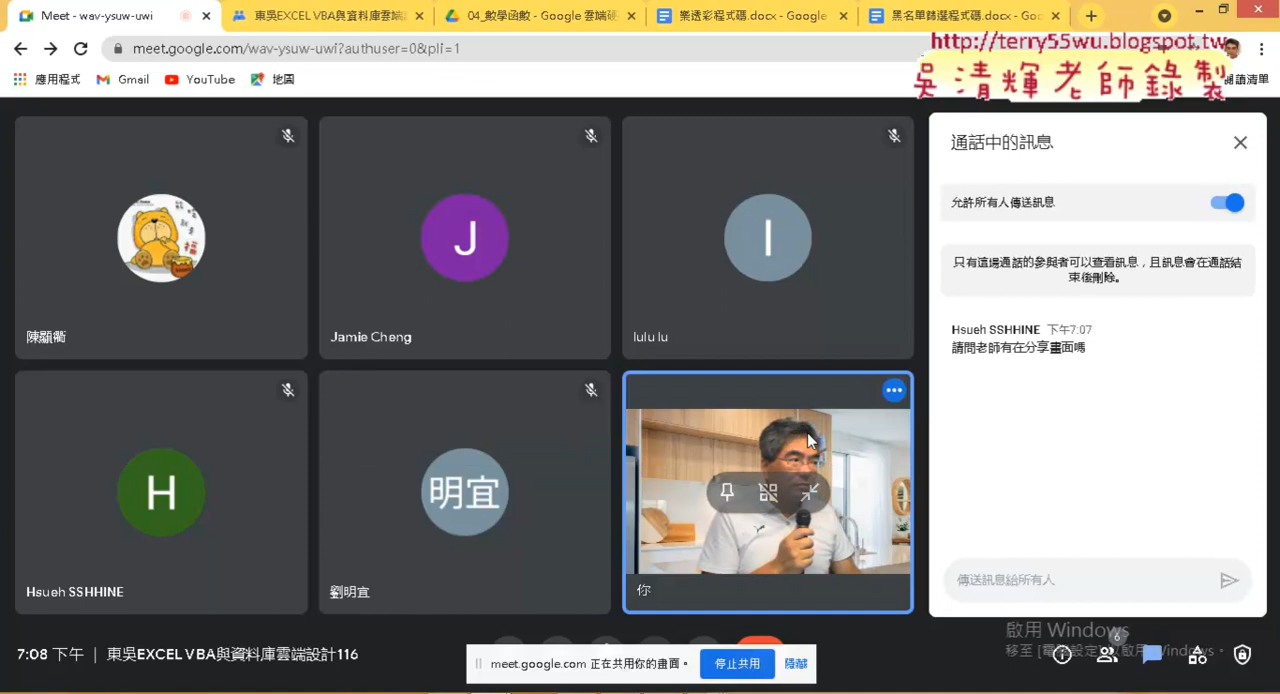 Meet - wav-ysuw-uwi
東吳EXCEL VBA與資料庫雲端設
04_數學函數 - Google 雲端硬
樂透彩程式碼.docx - Google
黑名單篩選程式碼.docx - Goo
meet.google.com/wav-ysuw-uwi?authuser=0&pli=1
http://terry55wu.blogspot.tw
吳清輝老師錄製
應用程式
Gmail
YouTube
地圖
閱讀清單
通話中的訊息
允許所有人傳送訊息
只有這場通話的參與者可以查看訊息，且訊息會在通話結
束後刪除。
Hsueh SSHHINE 下午7:07
請問老師有在分享畫面嗎
J
I
陳顯衢
Jamie Cheng
lulu lu
H
明宜
Hsueh SSHHINE
劉明宜
你
傳送訊息給所有人
啟用 Windows
7:08 下午 | 東吳EXCEL VBA與資料庫雲端設計116
meet.google.com 正在共用你的畫面。
停止共用
隱藏
6